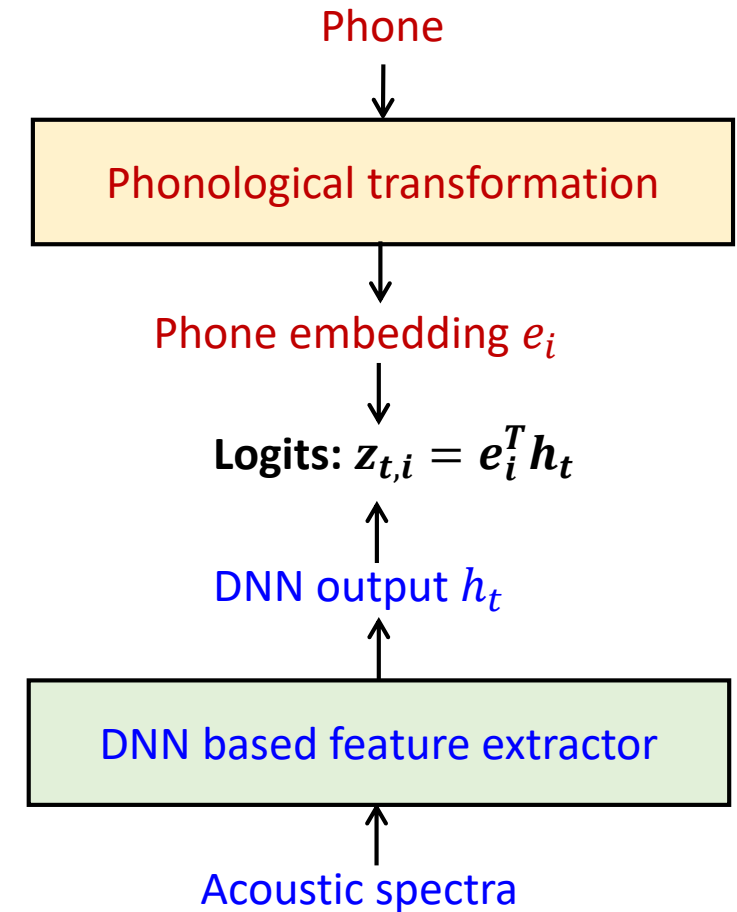 Phone
Phonological transformation
Phone embedding $e_i$
Logits: $z_{t,i} = e_i^T h_t$
DNN output $h_t$
DNN based feature extractor
Acoustic spectra